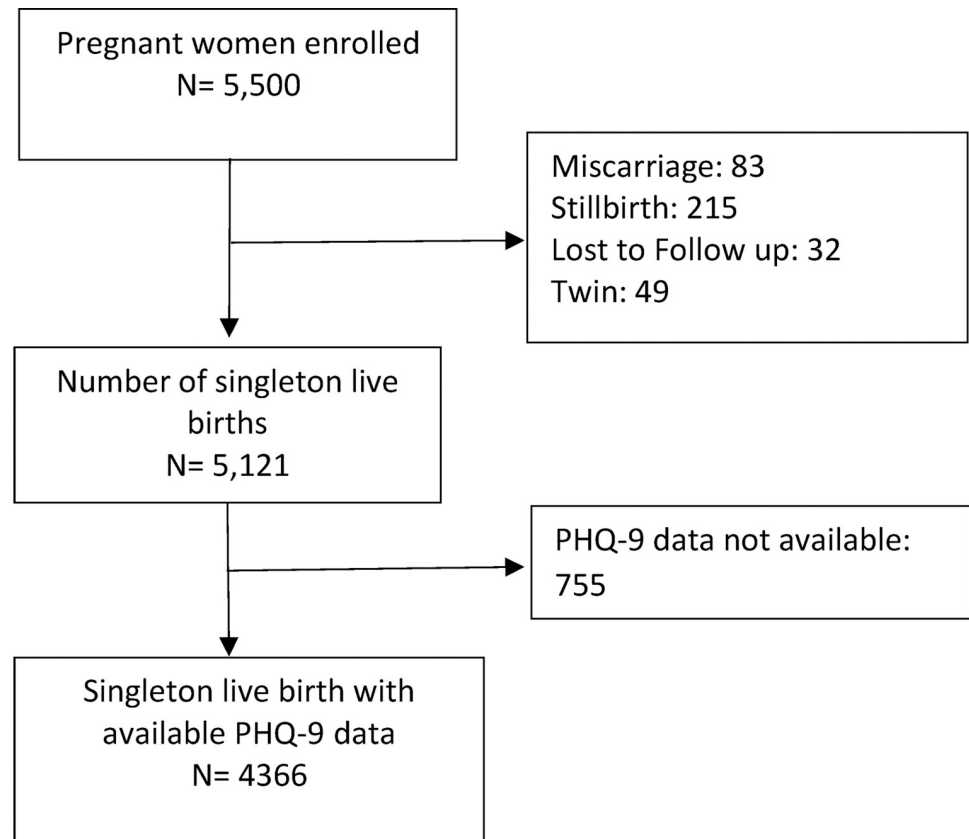 Pregnant women enrolled
N= 5,500
Miscarriage: 83
Stillbirth: 215
Lost to Follow up: 32
Twin: 49
Number of singleton live
births
N= 5,121
PHQ-9 data not available:
755
Singleton live birth with
available PHQ-9 data
N= 4366